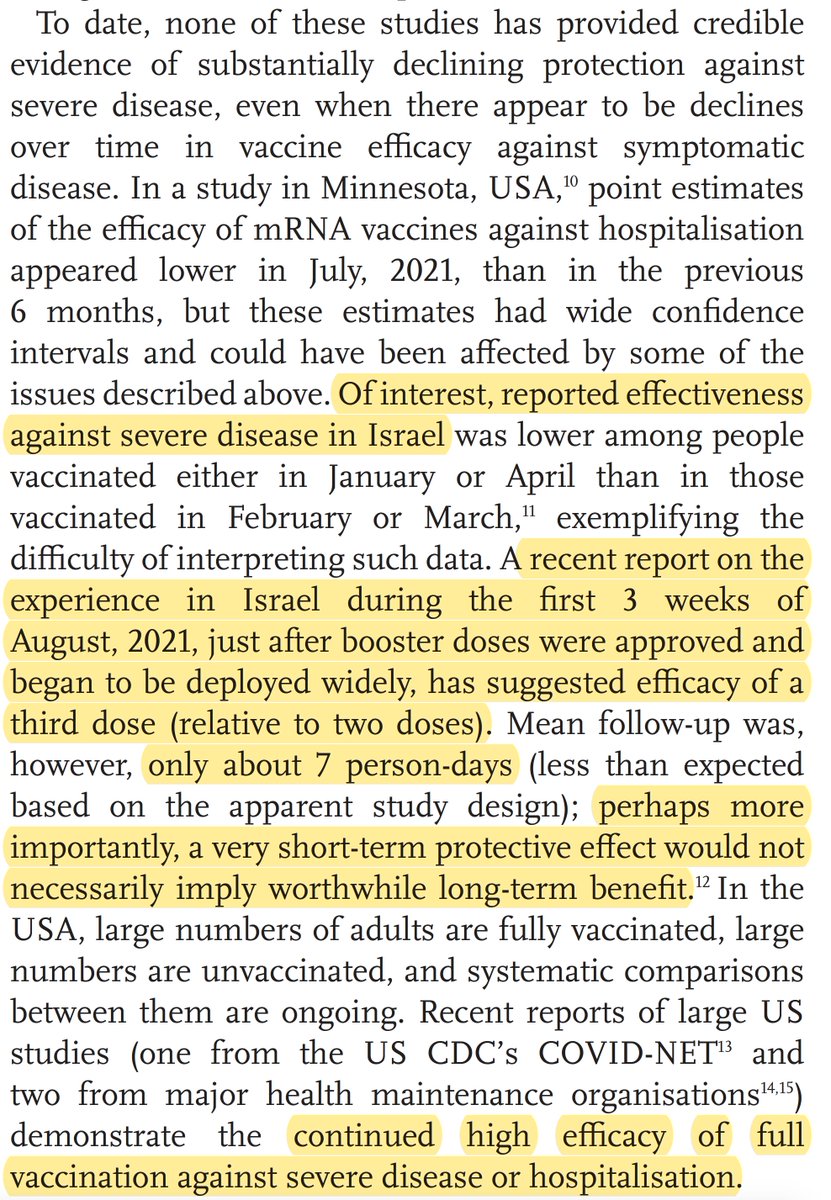 To date, none of these studies has provided credible
evidence of substantially declining protection against
severe disease, even when there appear to be declines
over time in vaccine efficacy against symptomatic
disease. In a study in Minnesota, USA,¹⁰ point estimates
of the efficacy of mRNA vaccines against hospitalisation
appeared lower in July, 2021, than in the previous
6 months, but these estimates had wide confidence
intervals and could have been affected by some of the
issues described above. Of interest, reported effectiveness
against severe disease in Israel was lower among people
vaccinated either in January or April than in those
vaccinated in February or March,¹¹ exemplifying the
difficulty of interpreting such data. A recent report on the
experience in Israel during the first 3 weeks of
August, 2021, just after booster doses were approved and
began to be deployed widely, has suggested efficacy of a
third dose (relative to two doses). Mean follow-up was,
however, only about 7 person-days (less than expected
based on the apparent study design); perhaps more
importantly, a very short-term protective effect would not
necessarily imply worthwhile long-term benefit.¹² In the
USA, large numbers of adults are fully vaccinated, large
numbers are unvaccinated, and systematic comparisons
between them are ongoing. Recent reports of large US
studies (one from the US CDC’s COVID-NET¹³ and
two from major health maintenance organisations¹⁴,¹⁵)
demonstrate the continued high efficacy of full
vaccination against severe disease or hospitalisation.